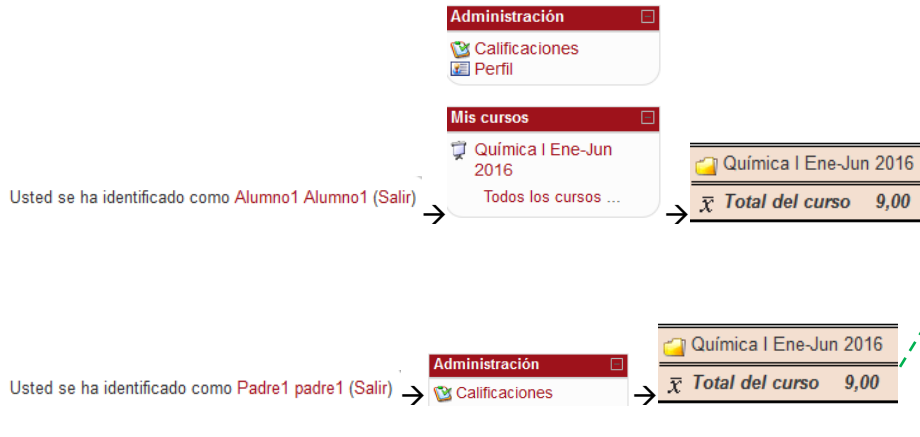 Administración
Calificaciones
Perfil
Mis cursos
Química I Ene-Jun
2016
Todos los cursos ...
Usted se ha identificado como Alumno1 Alumno1 (Salir)
Química I Ene-Jun 2016
x̅ Total del curso 9,00
Usted se ha identificado como Padre1 padre1 (Salir)
Administración
Calificaciones
Química I Ene-Jun 2016
x̅ Total del curso 9,00